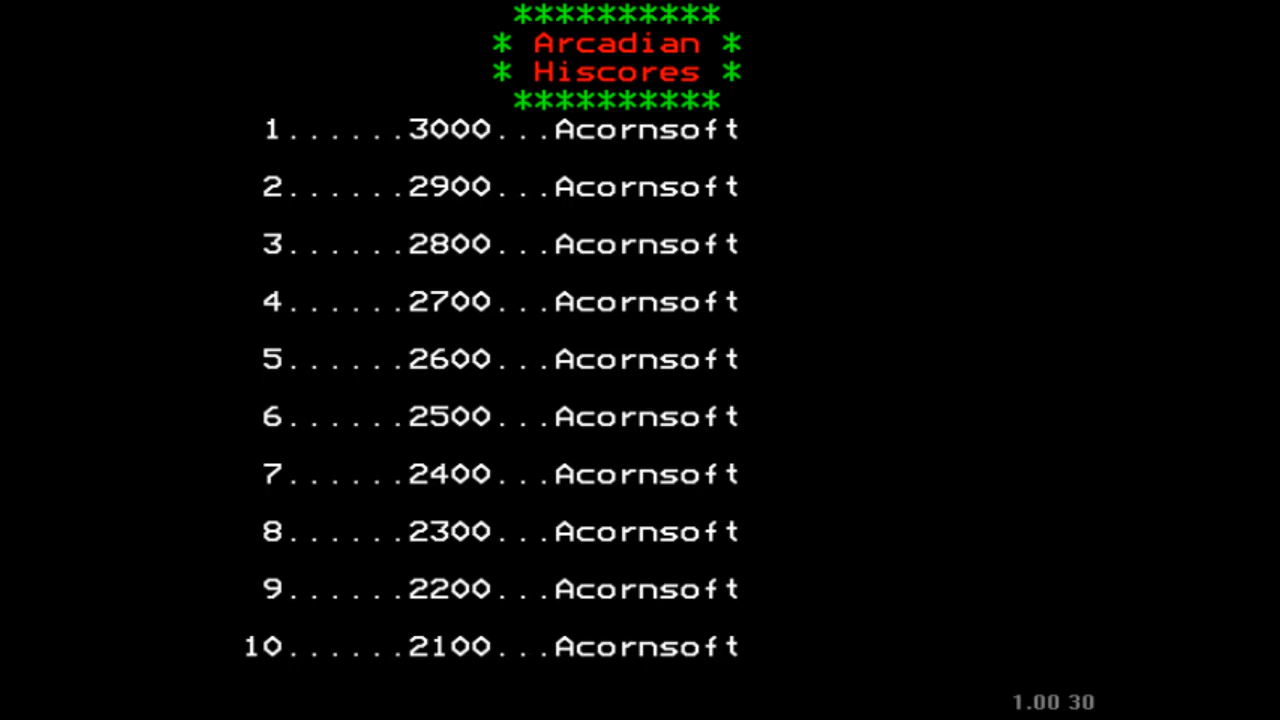 **********
* Arcadian *
* Hiscores *
**********
1......3000...Acornsoft
2......2900...Acornsoft
3......2800...Acornsoft
4......2700...Acornsoft
5......2600...Acornsoft
6......2500...Acornsoft
7......2400...Acornsoft
8......2300...Acornsoft
9......2200...Acornsoft
10......2100...Acornsoft
1.00 30